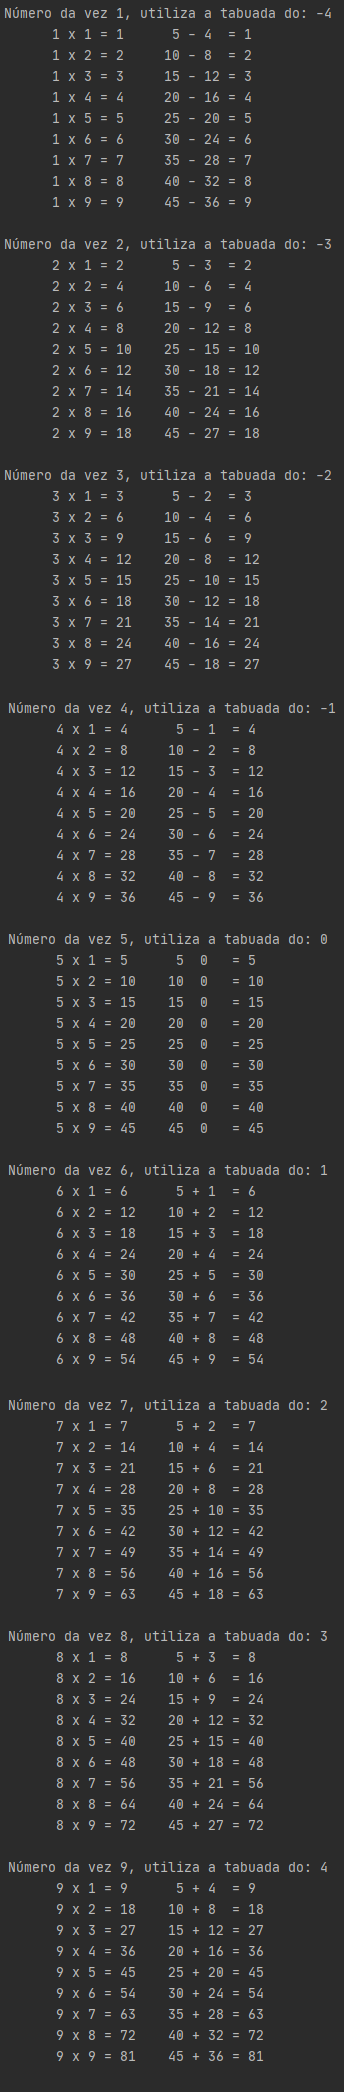 Número da vez 1, utiliza a tabuada do: -4
1 x 1 = 1 5 - 4 = 1
1 x 2 = 2 10 - 8 = 2
1 x 3 = 3 15 - 12 = 3
1 x 4 = 4 20 - 16 = 4
1 x 5 = 5 25 - 20 = 5
1 x 6 = 6 30 - 24 = 6
1 x 7 = 7 35 - 28 = 7
1 x 8 = 8 40 - 32 = 8
1 x 9 = 9 45 - 36 = 9
Número da vez 2, utiliza a tabuada do: -3
2 x 1 = 2 5 - 3 = 2
2 x 2 = 4 10 - 6 = 4
2 x 3 = 6 15 - 9 = 6
2 x 4 = 8 20 - 12 = 8
2 x 5 = 10 25 - 15 = 10
2 x 6 = 12 30 - 18 = 12
2 x 7 = 14 35 - 21 = 14
2 x 8 = 16 40 - 24 = 16
2 x 9 = 18 45 - 27 = 18
Número da vez 3, utiliza a tabuada do: -2
3 x 1 = 3 5 - 2 = 3
3 x 2 = 6 10 - 4 = 6
3 x 3 = 9 15 - 6 = 9
3 x 4 = 12 20 - 8 = 12
3 x 5 = 15 25 - 10 = 15
3 x 6 = 18 30 - 12 = 18
3 x 7 = 21 35 - 14 = 21
3 x 8 = 24 40 - 16 = 24
3 x 9 = 27 45 - 18 = 27
Número da vez 4, utiliza a tabuada do: -1
4 x 1 = 4 5 - 1 = 4
4 x 2 = 8 10 - 2 = 8
4 x 3 = 12 15 - 3 = 12
4 x 4 = 16 20 - 4 = 16
4 x 5 = 20 25 - 5 = 20
4 x 6 = 24 30 - 6 = 24
4 x 7 = 28 35 - 7 = 28
4 x 8 = 32 40 - 8 = 32
4 x 9 = 36 45 - 9 = 36
Número da vez 5, utiliza a tabuada do: 0
5 x 1 = 5 5 0 = 5
5 x 2 = 10 10 0 = 10
5 x 3 = 15 15 0 = 15
5 x 4 = 20 20 0 = 20
5 x 5 = 25 25 0 = 25
5 x 6 = 30 30 0 = 30
5 x 7 = 35 35 0 = 35
5 x 8 = 40 40 0 = 40
5 x 9 = 45 45 0 = 45
Número da vez 6, utiliza a tabuada do: 1
6 x 1 = 6 5 + 1 = 6
6 x 2 = 12 10 + 2 = 12
6 x 3 = 18 15 + 3 = 18
6 x 4 = 24 20 + 4 = 24
6 x 5 = 30 25 + 5 = 30
6 x 6 = 36 30 + 6 = 36
6 x 7 = 42 35 + 7 = 42
6 x 8 = 48 40 + 8 = 48
6 x 9 = 54 45 + 9 = 54
Número da vez 7, utiliza a tabuada do: 2
7 x 1 = 7 5 + 2 = 7
7 x 2 = 14 10 + 4 = 14
7 x 3 = 21 15 + 6 = 21
7 x 4 = 28 20 + 8 = 28
7 x 5 = 35 25 + 10 = 35
7 x 6 = 42 30 + 12 = 42
7 x 7 = 49 35 + 14 = 49
7 x 8 = 56 40 + 16 = 56
7 x 9 = 63 45 + 18 = 63
Número da vez 8, utiliza a tabuada do: 3
8 x 1 = 8 5 + 3 = 8
8 x 2 = 16 10 + 6 = 16
8 x 3 = 24 15 + 9 = 24
8 x 4 = 32 20 + 12 = 32
8 x 5 = 40 25 + 15 = 40
8 x 6 = 48 30 + 18 = 48
8 x 7 = 56 35 + 21 = 56
8 x 8 = 64 40 + 24 = 64
8 x 9 = 72 45 + 27 = 72
Número da vez 9, utiliza a tabuada do: 4
9 x 1 = 9 5 + 4 = 9
9 x 2 = 18 10 + 8 = 18
9 x 3 = 27 15 + 12 = 27
9 x 4 = 36 20 + 16 = 36
9 x 5 = 45 25 + 20 = 45
9 x 6 = 54 30 + 24 = 54
9 x 7 = 63 35 + 28 = 63
9 x 8 = 72 40 + 32 = 72
9 x 9 = 81 45 + 36 = 81